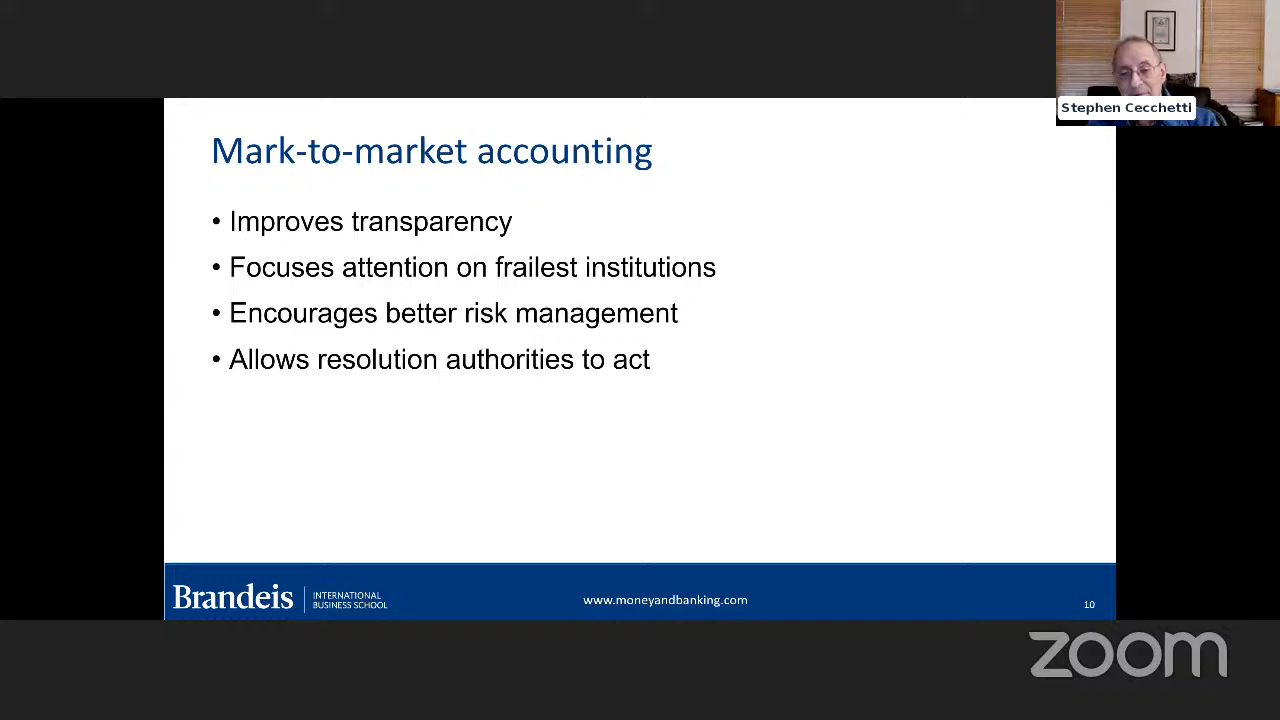 Stephen Cecchetti
Mark-to-market accounting
• Improves transparency
• Focuses attention on frailest institutions
• Encourages better risk management
• Allows resolution authorities to act
Brandeis
INTERNATIONAL
BUSINESS SCHOOL
www.moneyandbanking.com
10
zoom